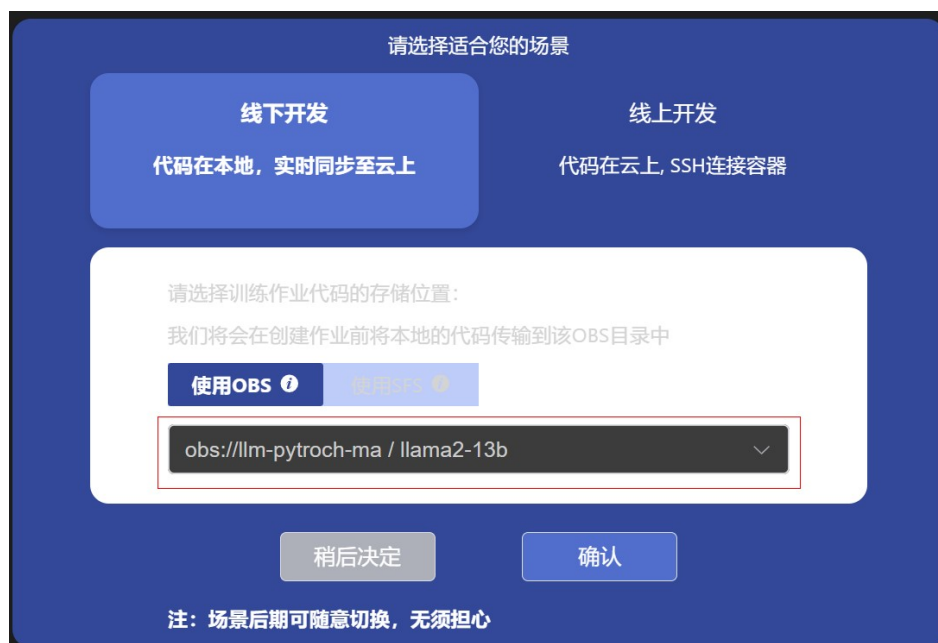 请选择适合您的场景
线下开发
线上开发
代码在本地，实时同步至云上
代码在云上, SSH连接容器
请选择训练作业代码的存储位置：
我们将会在创建作业前将本地的代码传输到该OBS目录中
使用OBS
使用SFS
obs://llm-pytroch-ma / llama2-13b
稍后决定
确认
注：场景后期可随意切换，无须担心